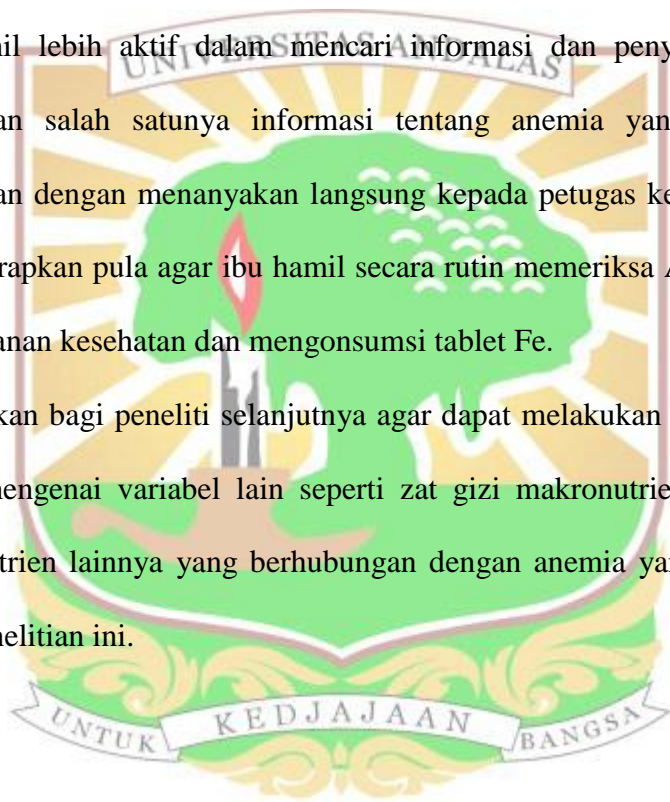 nil lebih aktif dalam mencari informasi dan peny
UNIVERSITAS ANDALAS
an salah satunya informasi tentang anemia yan
an dengan menanyakan langsung kepada petugas ke
rapkan pula agar ibu hamil secara rutin memeriksa A
anan kesehatan dan mengonsumsi tablet Fe.
kan bagi peneliti selanjutnya agar dapat melakukan
mengenai variabel lain seperti zat gizi makronutrie
trien lainnya yang berhubungan dengan anemia ya
nelitian ini.
UNTUK KEDJAJAAN BANGSA